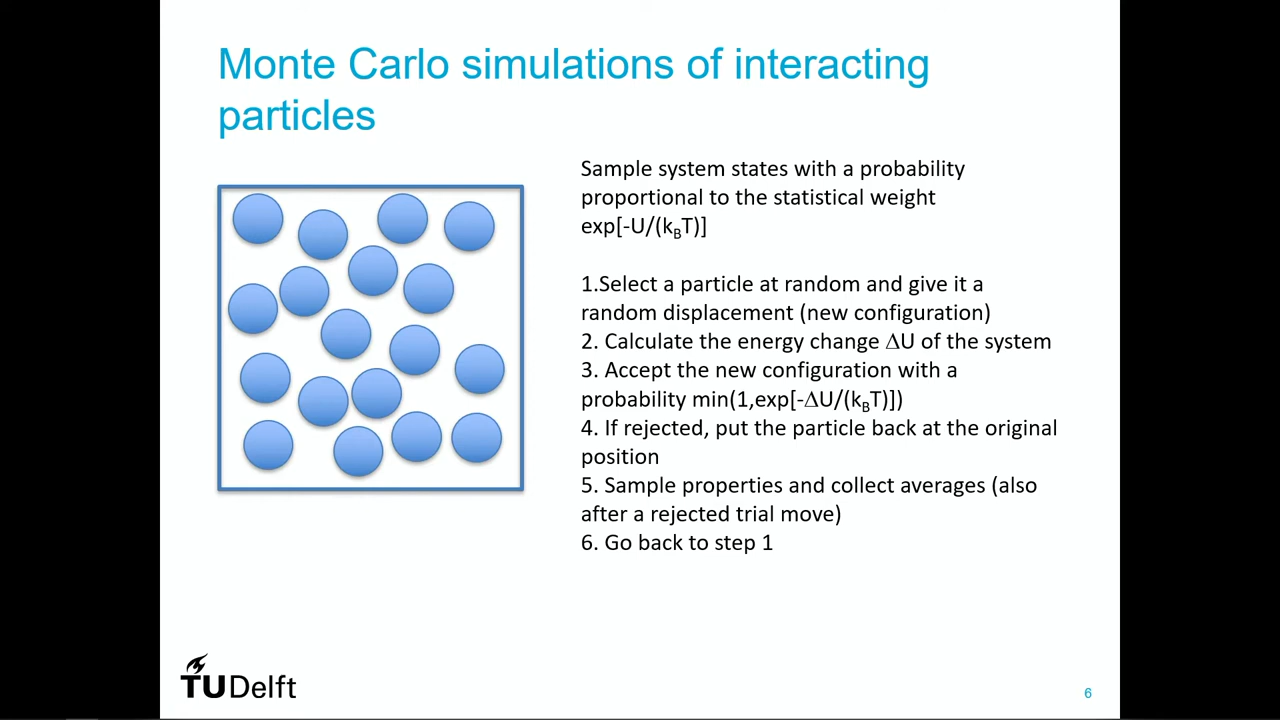 Monte Carlo simulations of interacting
particles
Sample system states with a probability
proportional to the statistical weight
exp[-U/(kBT)]
1.Select a particle at random and give it a
random displacement (new configuration)
2. Calculate the energy change ΔU of the system
3. Accept the new configuration with a
probability min(1,exp[-ΔU/(kBT)])
4. If rejected, put the particle back at the original
position
5. Sample properties and collect averages (also
after a rejected trial move)
6. Go back to step 1
TUDelft
6